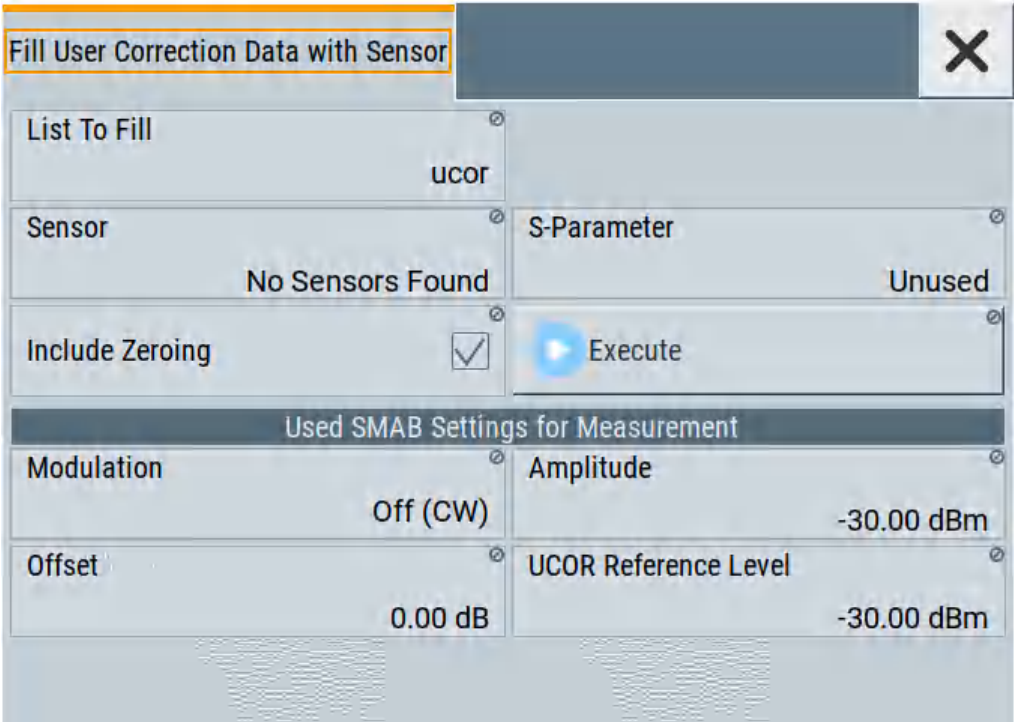 Fill User Correction Data with Sensor
List To Fill
ucor
Sensor
No Sensors Found
S-Parameter
Unused
Include Zeroing
Execute
Used SMAB Settings for Measurement
Modulation
Off (CW)
Amplitude
-30.00 dBm
Offset
0.00 dB
UCOR Reference Level
-30.00 dBm